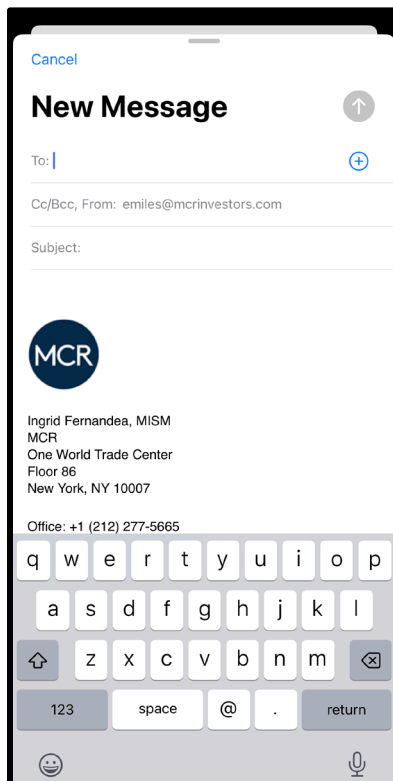 Cancel
New Message
To:
Cc/Bcc, From: emiles@mcrinvestors.com
Subject:
MCR
Ingrid Fernandea, MISM
MCR
One World Trade Center
Floor 86
New York, NY 10007
Office: +1 (212) 277-5665
q w e r t y u i o p
a s d f g h j k l
z x c v b n m
123 space @ . return